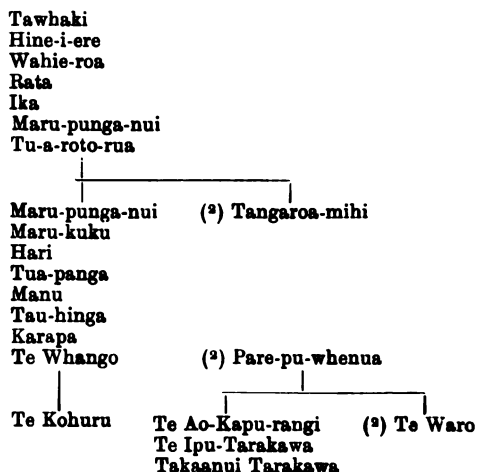 Tawhaki
Hine-i-ere
Wahie-roa
Rata
Ika
Maru-punga-nui
Tu-a-roto-rua
Maru-punga-nui (²) Tangaroa-mihi
Maru-kuku
Hari
Tua-panga
Manu
Tau-hinga
Karapa
Te Whango (²) Pare-pu-whenua
Te Kohuru Te Ao-Kapu-rangi (²) Te Waro
Te Ipu-Tarakawa
Takaanui Tarakawa